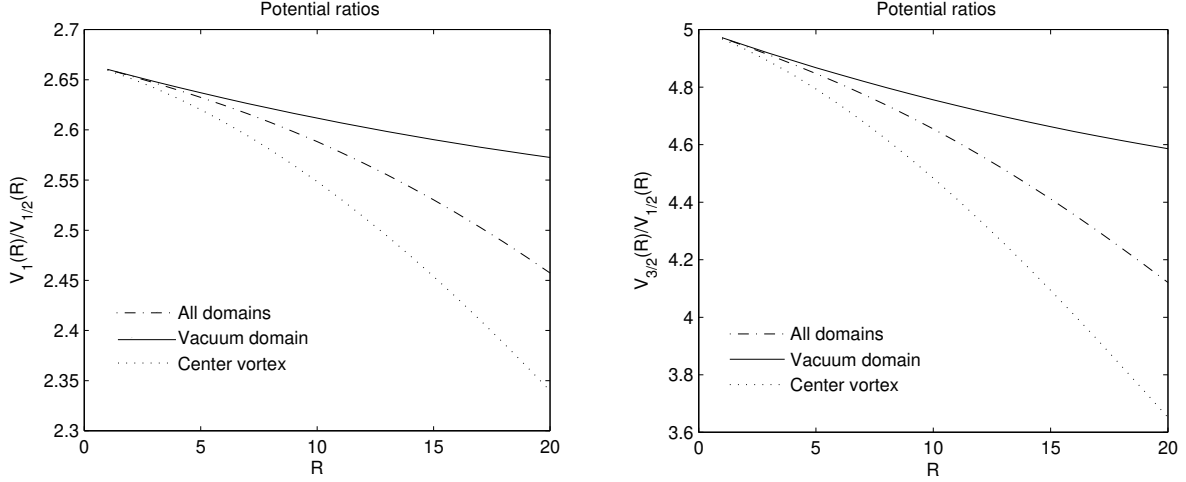 Potential ratios
2.7
2.65
2.6
2.55
2.5
2.45
2.4
2.35
2.3
V_1(R)/V_{1/2}(R)
All domains
Vacuum domain
Center vortex
0 5 10 15 20
R
Potential ratios
5
4.8
4.6
4.4
4.2
4
3.8
3.6
V_{3/2}(R)/V_{1/2}(R)
All domains
Vacuum domain
Center vortex
0 5 10 15 20
R